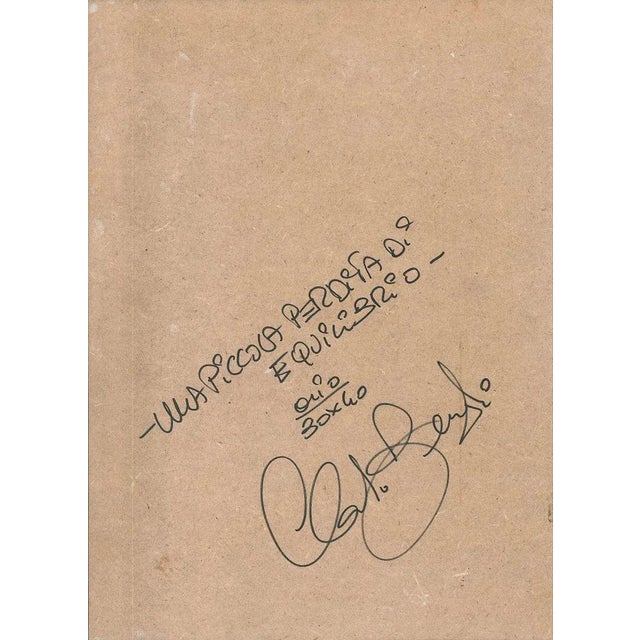 - UNA PICCOLA PERDITA DI
EQUILIBRIO -
olio
30x40